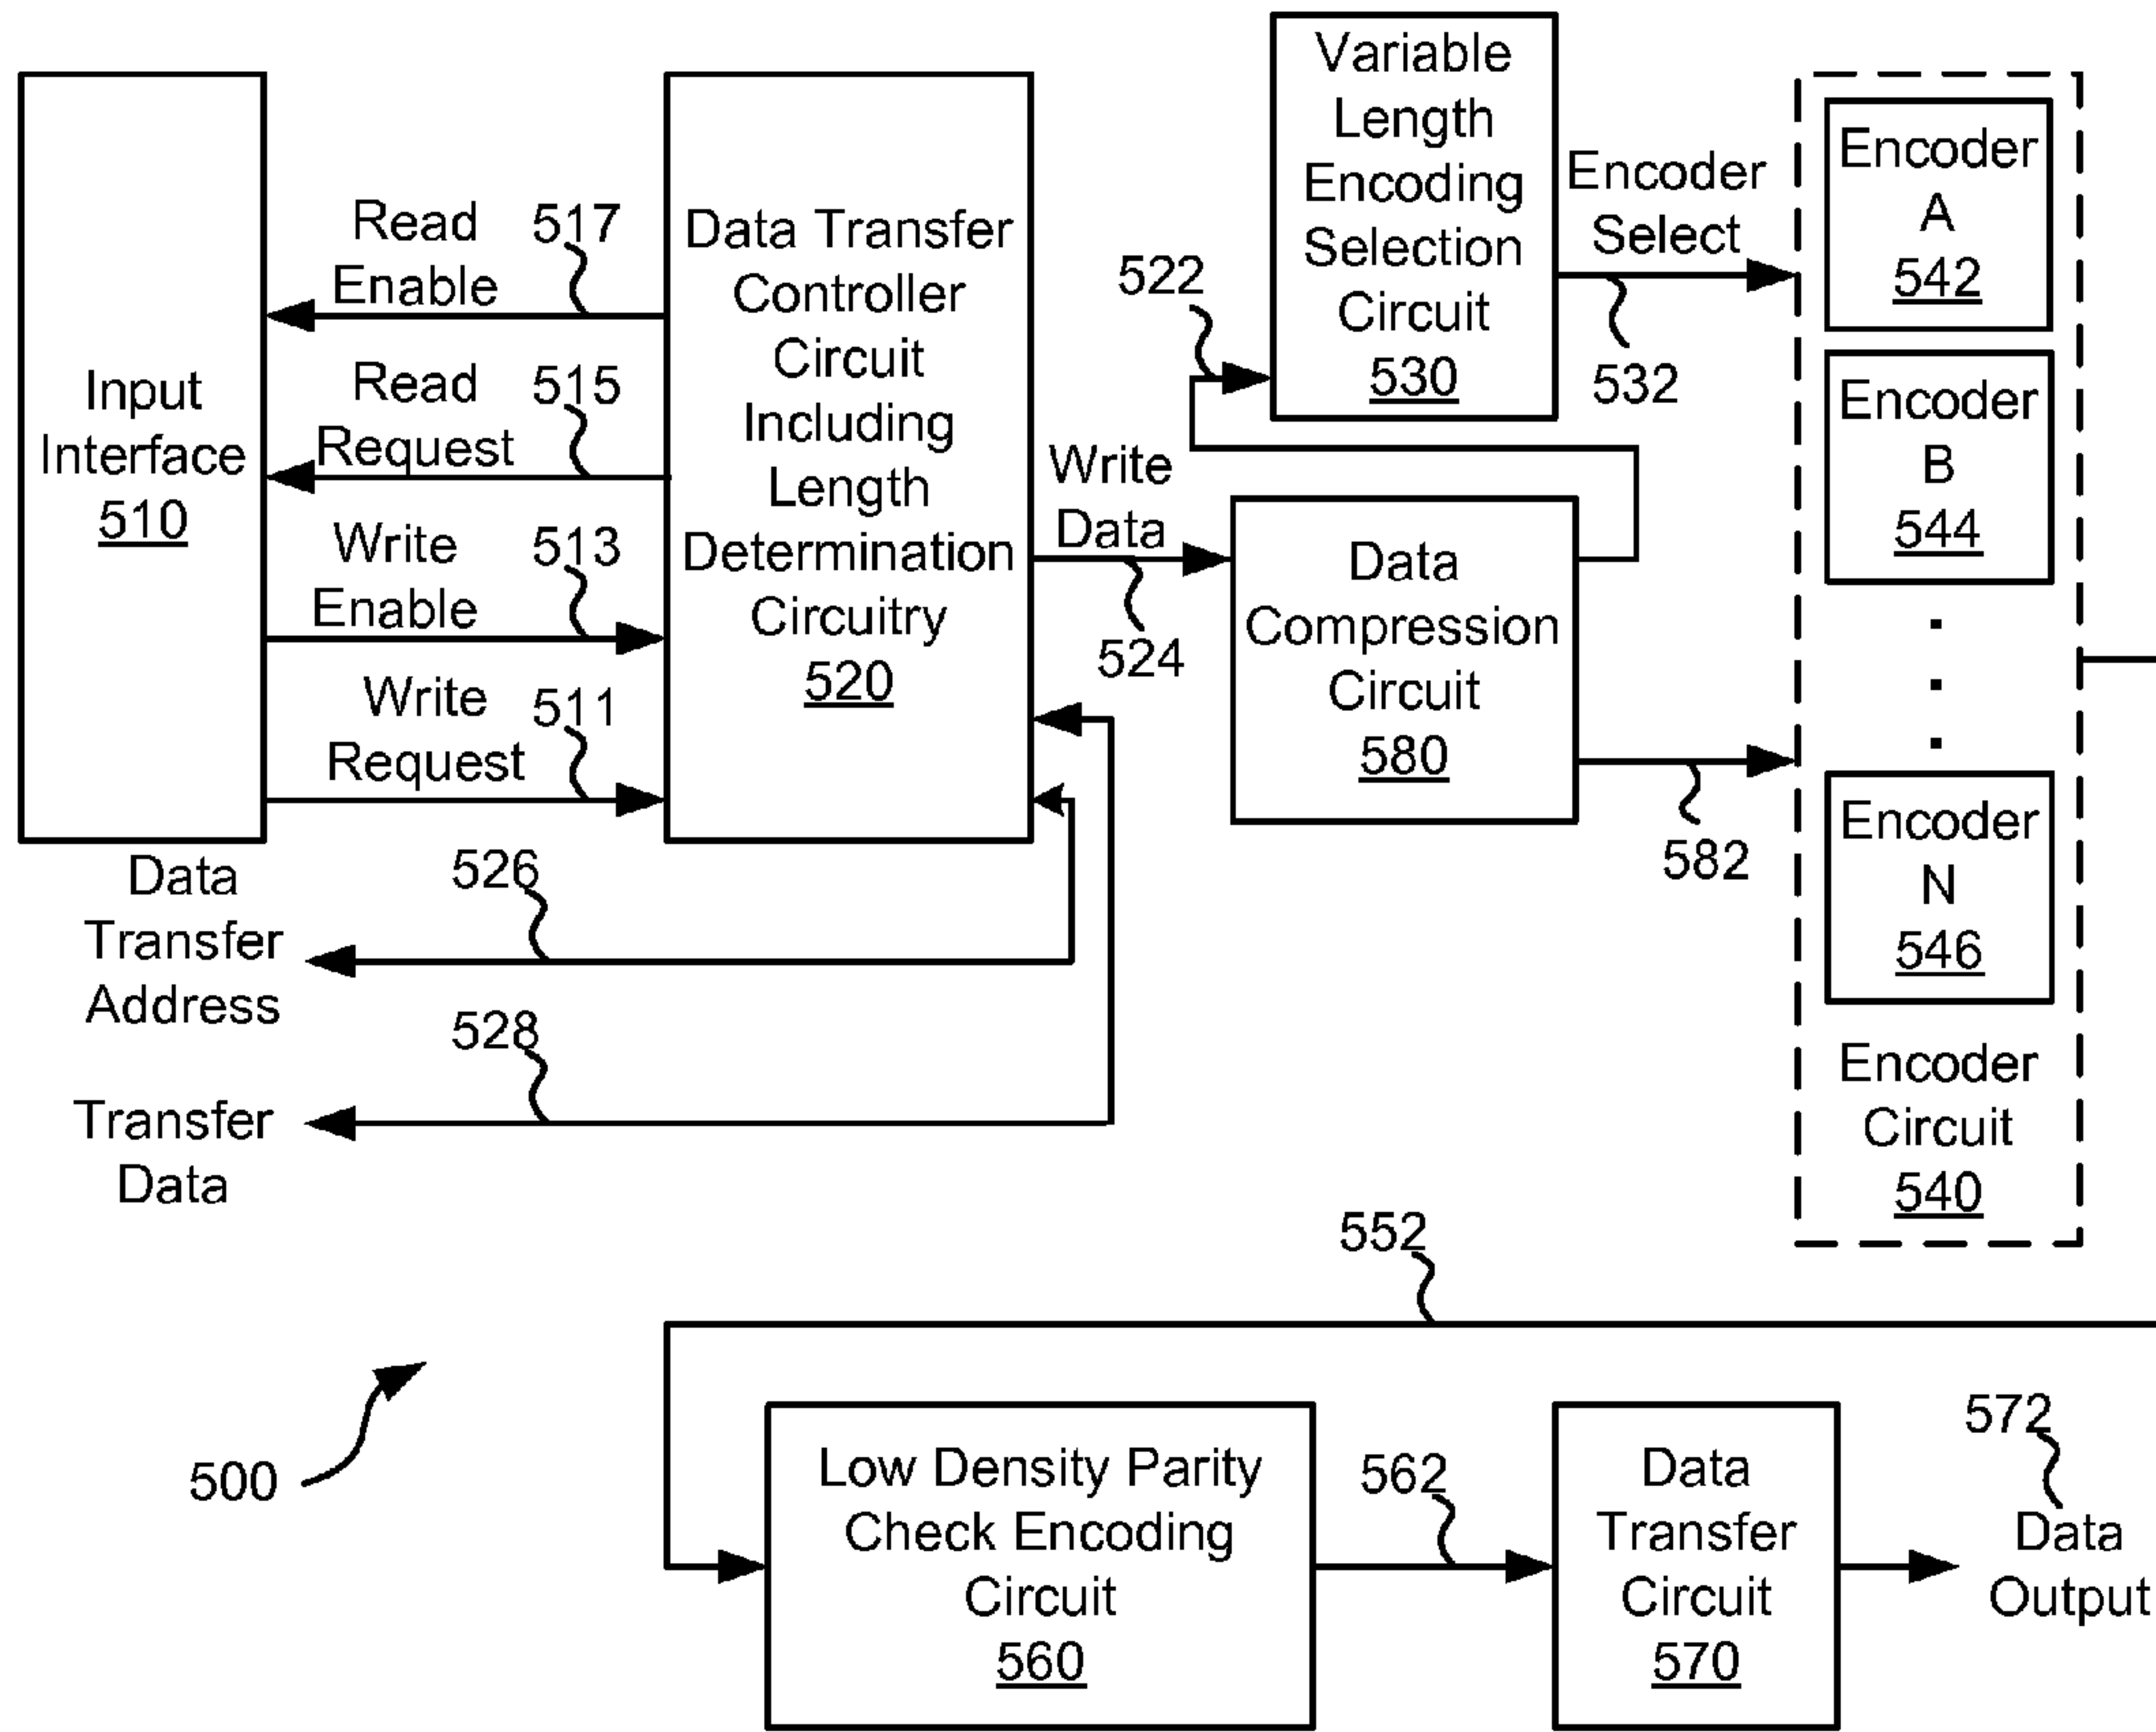 Input
Interface
510
Read
Enable
517
Read
Request
515
Write
Enable
513
Write
Request
511
Data Transfer
Controller
Circuit
Including
Length
Determination
Circuitry
520
Data
Transfer
Address
526
Transfer
Data
528
Write
Data
524
522
Variable
Length
Encoding
Selection
Circuit
530
Encoder
Select
532
Data
Compression
Circuit
580
582
Encoder
A
542
Encoder
B
544
Encoder
N
546
Encoder
Circuit
540
552
500
Low Density Parity
Check Encoding
Circuit
560
562
Data
Transfer
Circuit
570
572
Data
Output